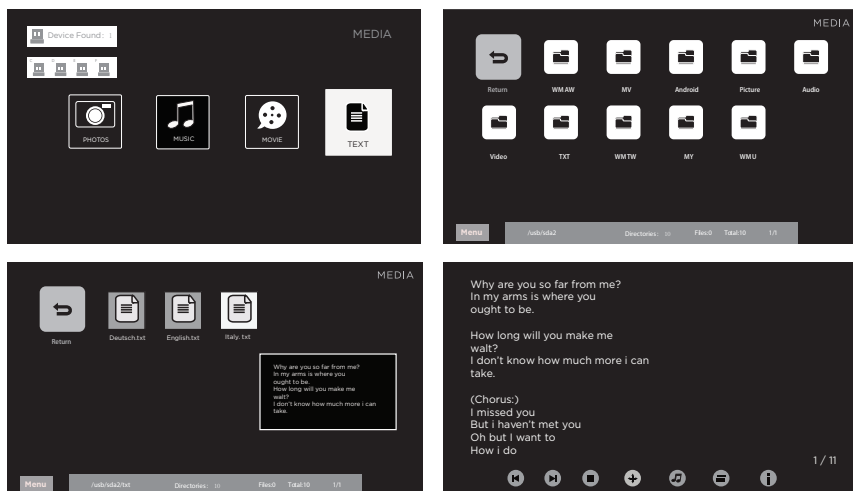 Device Found: 1
MEDIA
C D E F
PHOTOS
MUSIC
MOVIE
TEXT
MEDIA
Return
WMAW
MV
Android
Picture
Audio
Video
TXT
WMTW
MY
WMU
Menu
/usb/sda2
Directories: 10
Files:0
Total:10
1/1
MEDIA
Return
Deutsch.txt
English.txt
Italy. txt
Why are you so far from me?
In my arms is where you
ought to be.
How long will you make me
walt?
I don't know how much more i can
take.
Menu
/usb/sda2/txt
Directories: 10
Files:0
Total:10
1/1
Why are you so far from me?
In my arms is where you
ought to be.
How long will you make me
walt?
I don't know how much more i can
take.
(Chorus:)
I missed you
But i haven't met you
Oh but I want to
How i do
1 / 11